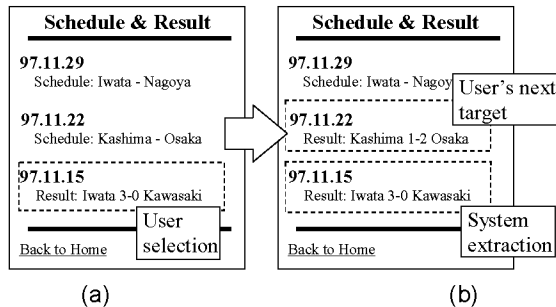 Schedule & Result
97.11.29
Schedule: Iwata - Nagoya
97.11.22
Schedule: Kashima - Osaka
97.11.15
Result: Iwata 3-0 Kawasaki
User
selection
Back to Home
(a)
Schedule & Result
97.11.29
Schedule: Iwata - Nagoy
User's next
target
97.11.22
Result: Kashima 1-2 Osaka
97.11.15
Result: Iwata 3-0 Kawasaki
System
extraction
Back to Home
(b)